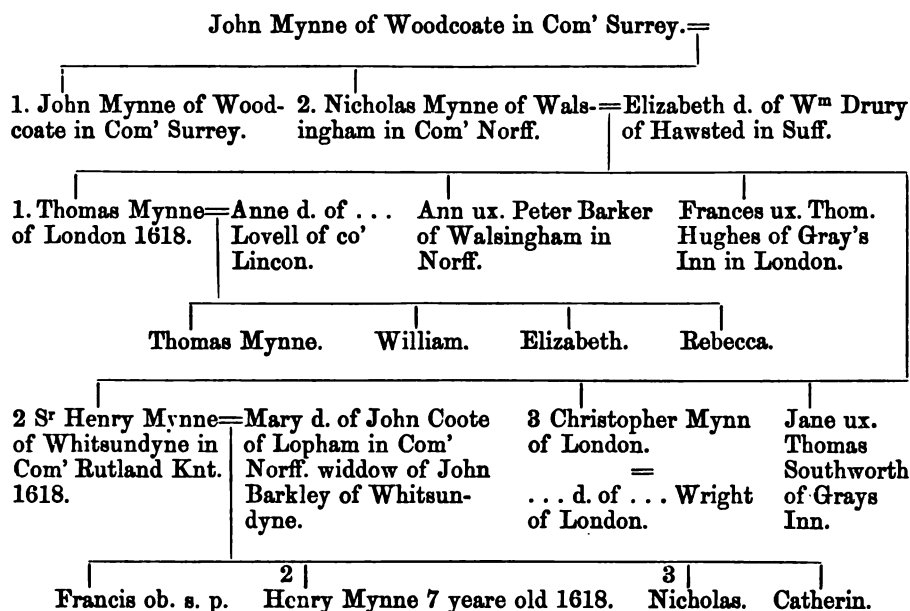 John Mynne of Woodcoate in Com' Surrey.=
1. John Mynne of Wood-
coate in Com' Surrey.
2. Nicholas Mynne of Wals-
ingham in Com' Norff.
=Elizabeth d. of Wᵐ Drury
of Hawsted in Suff.
1. Thomas Mynne=
of London 1618.
Anne d. of ...
Lovell of co'
Lincon.
Ann ux. Peter Barker
of Walsingham in
Norff.
Frances ux. Thom.
Hughes of Gray's
Inn in London.
Thomas Mynne.
William.
Elizabeth.
Rebecca.
2 Sʳ Henry Mynne=
of Whitsundyne in
Com' Rutland Knt.
1618.
Mary d. of John Coote
of Lopham in Com'
Norff. widdow of John
Barkley of Whitsun-
dyne.
3 Christopher Mynn
of London.
=
... d. of ... Wright
of London.
Jane ux.
Thomas
Southworth
of Grays
Inn.
Francis ob. s. p.
2
Henry Mynne 7 yeare old 1618.
3
Nicholas.
Catherin.